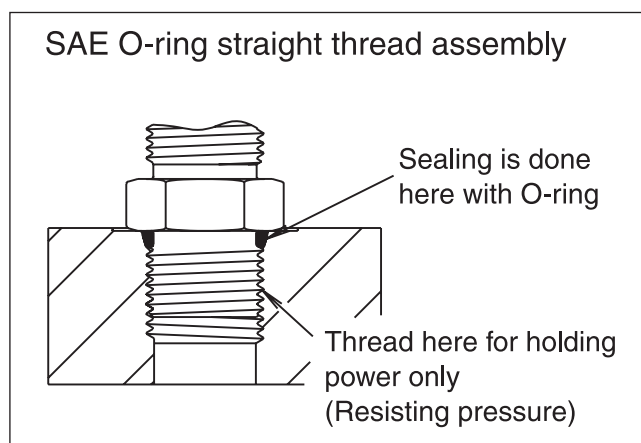 SAE O-ring straight thread assembly
Sealing is done
here with O-ring
Thread here for holding
power only
(Resisting pressure)